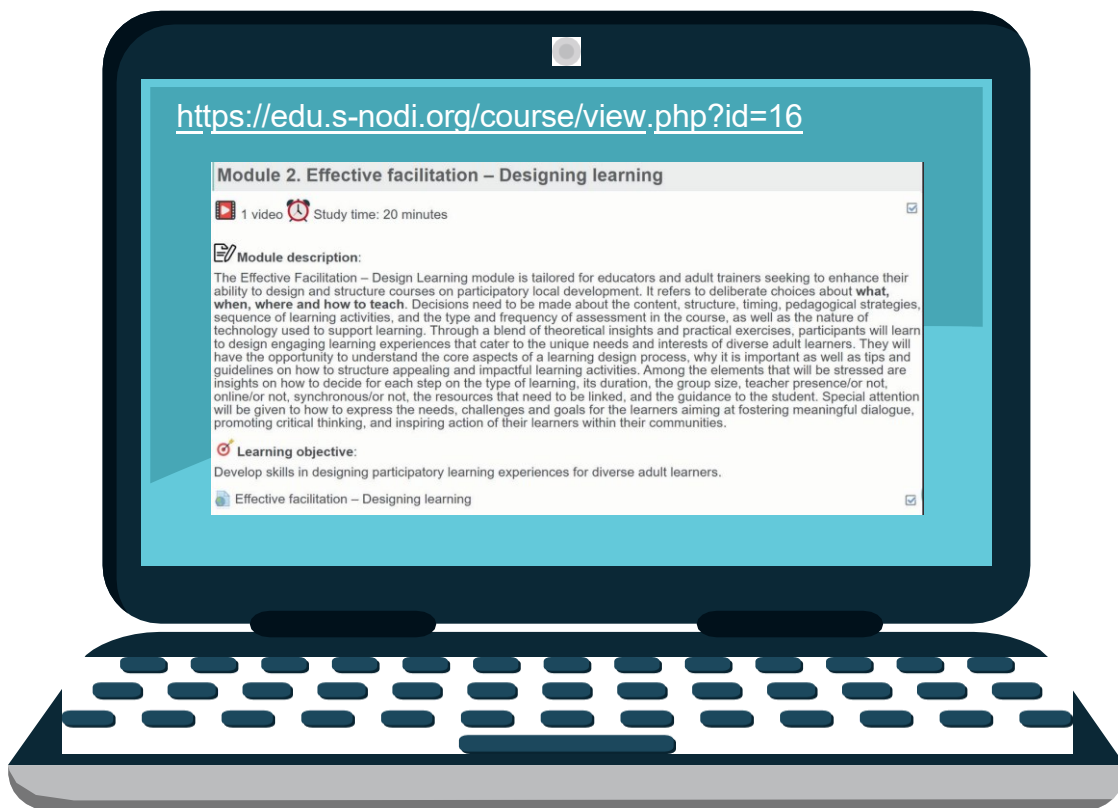 https://edu.s-nodi.org/course/view.php?id=16
Module 2. Effective facilitation – Designing learning
1 video Study time: 20 minutes
Module description:
The Effective Facilitation – Design Learning module is tailored for educators and adult trainers seeking to enhance their
ability to design and structure courses on participatory local development. It refers to deliberate choices about what,
when, where and how to teach. Decisions need to be made about the content, structure, timing, pedagogical strategies,
sequence of learning activities, and the type and frequency of assessment in the course, as well as the nature of
technology used to support learning. Through a blend of theoretical insights and practical exercises, participants will learn
to design engaging learning experiences that cater to the unique needs and interests of diverse adult learners. They will
have the opportunity to understand the core aspects of a learning design process, why it is important as well as tips and
guidelines on how to structure appealing and impactful learning activities. Among the elements that will be stressed are
insights on how to decide for each step on the type of learning, its duration, the group size, teacher presence/or not,
online/or not, synchronous/or not, the resources that need to be linked, and the guidance to the student. Special attention
will be given to how to express the needs, challenges and goals for the learners aiming at fostering meaningful dialogue,
promoting critical thinking, and inspiring action of their learners within their communities.
Learning objective:
Develop skills in designing participatory learning experiences for diverse adult learners.
Effective facilitation – Designing learning